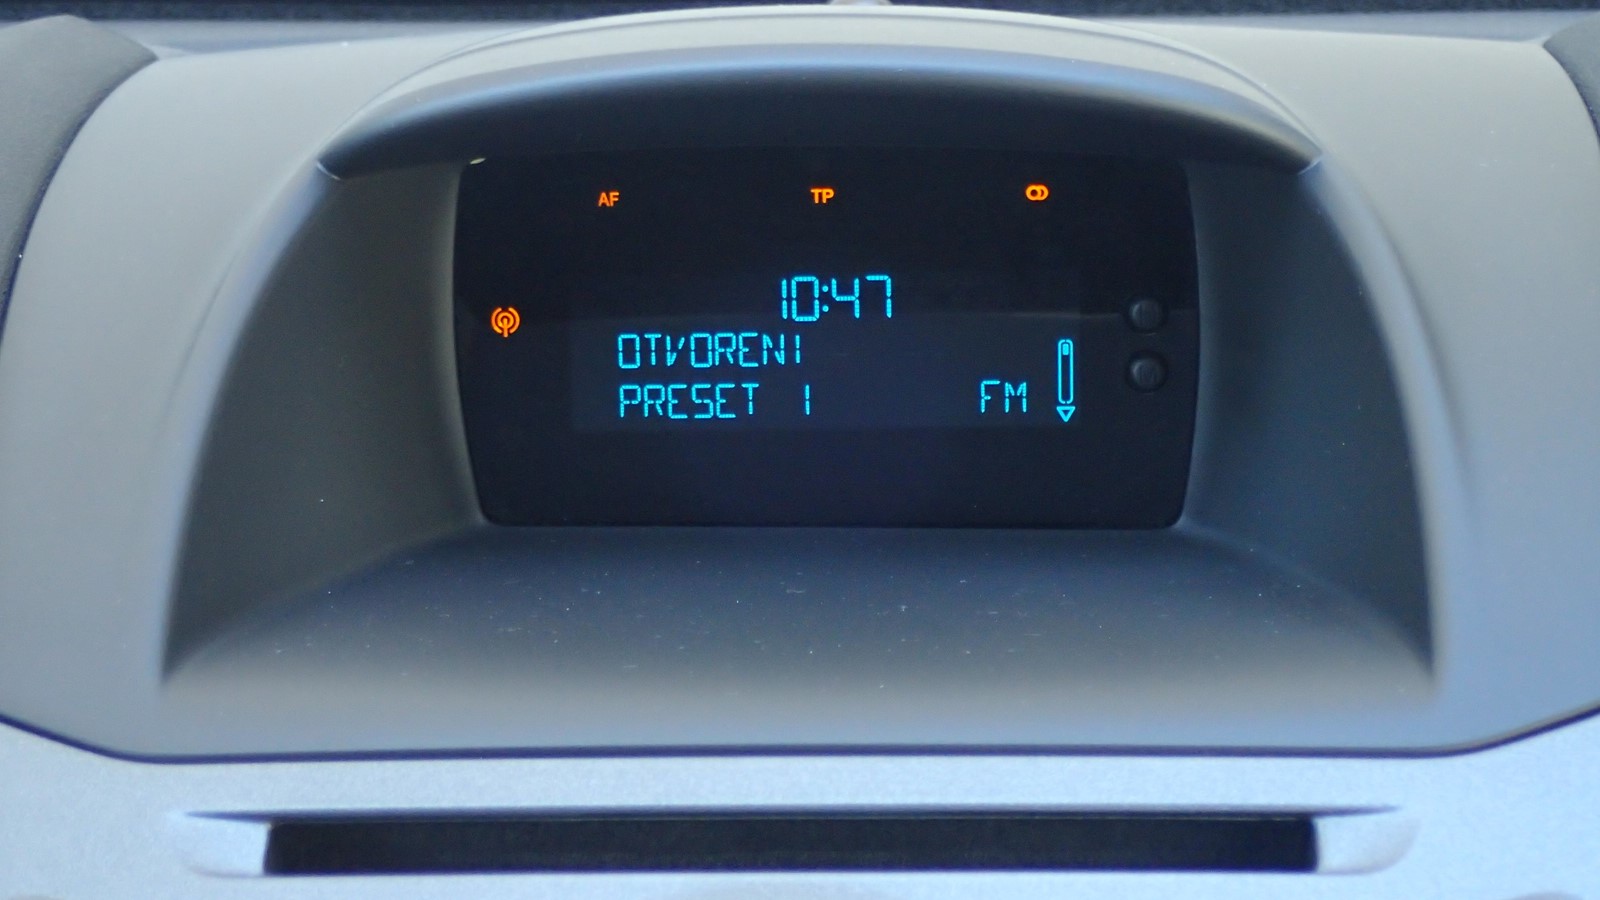 AF TP
10:47
OTVORENI
PRESET 1 FM